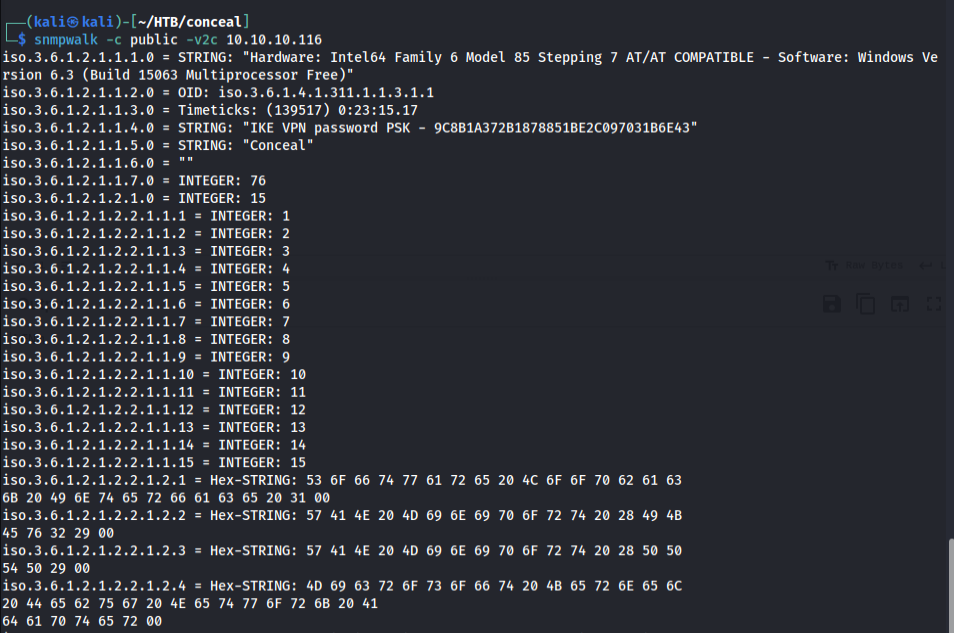 (kali㉿kali)-[~/HTB/conceal]
$ snmpwalk -c public -v2c 10.10.10.116
iso.3.6.1.2.1.1.1.0 = STRING: "Hardware: Intel64 Family 6 Model 85 Stepping 7 AT/AT COMPATIBLE - Software: Windows Ve
rsion 6.3 (Build 15063 Multiprocessor Free)"
iso.3.6.1.2.1.1.2.0 = OID: iso.3.6.1.4.1.311.1.1.3.1.1
iso.3.6.1.2.1.1.3.0 = Timeticks: (139517) 0:23:15.17
iso.3.6.1.2.1.1.4.0 = STRING: "IKE VPN password PSK - 9C8B1A372B1878851BE2C097031B6E43"
iso.3.6.1.2.1.1.5.0 = STRING: "Conceal"
iso.3.6.1.2.1.1.6.0 = ""
iso.3.6.1.2.1.1.7.0 = INTEGER: 76
iso.3.6.1.2.1.2.1.0 = INTEGER: 15
iso.3.6.1.2.1.2.2.1.1.1 = INTEGER: 1
iso.3.6.1.2.1.2.2.1.1.2 = INTEGER: 2
iso.3.6.1.2.1.2.2.1.1.3 = INTEGER: 3
iso.3.6.1.2.1.2.2.1.1.4 = INTEGER: 4
iso.3.6.1.2.1.2.2.1.1.5 = INTEGER: 5
iso.3.6.1.2.1.2.2.1.1.6 = INTEGER: 6
iso.3.6.1.2.1.2.2.1.1.7 = INTEGER: 7
iso.3.6.1.2.1.2.2.1.1.8 = INTEGER: 8
iso.3.6.1.2.1.2.2.1.1.9 = INTEGER: 9
iso.3.6.1.2.1.2.2.1.1.10 = INTEGER: 10
iso.3.6.1.2.1.2.2.1.1.11 = INTEGER: 11
iso.3.6.1.2.1.2.2.1.1.12 = INTEGER: 12
iso.3.6.1.2.1.2.2.1.1.13 = INTEGER: 13
iso.3.6.1.2.1.2.2.1.1.14 = INTEGER: 14
iso.3.6.1.2.1.2.2.1.1.15 = INTEGER: 15
iso.3.6.1.2.1.2.2.1.2.1 = Hex-STRING: 53 6F 66 74 77 61 72 65 20 4C 6F 6F 70 62 61 63
6B 20 49 6E 74 65 72 66 61 63 65 20 31 00
iso.3.6.1.2.1.2.2.1.2.2 = Hex-STRING: 57 41 4E 20 4D 69 6E 69 70 6F 72 74 20 28 49 4B
45 76 32 29 00
iso.3.6.1.2.1.2.2.1.2.3 = Hex-STRING: 57 41 4E 20 4D 69 6E 69 70 6F 72 74 20 28 50 50
54 50 29 00
iso.3.6.1.2.1.2.2.1.2.4 = Hex-STRING: 4D 69 63 72 6F 73 6F 66 74 20 4B 65 72 6E 65 6C
20 44 65 62 75 67 20 4E 65 74 77 6F 72 6B 20 41
64 61 70 74 65 72 00